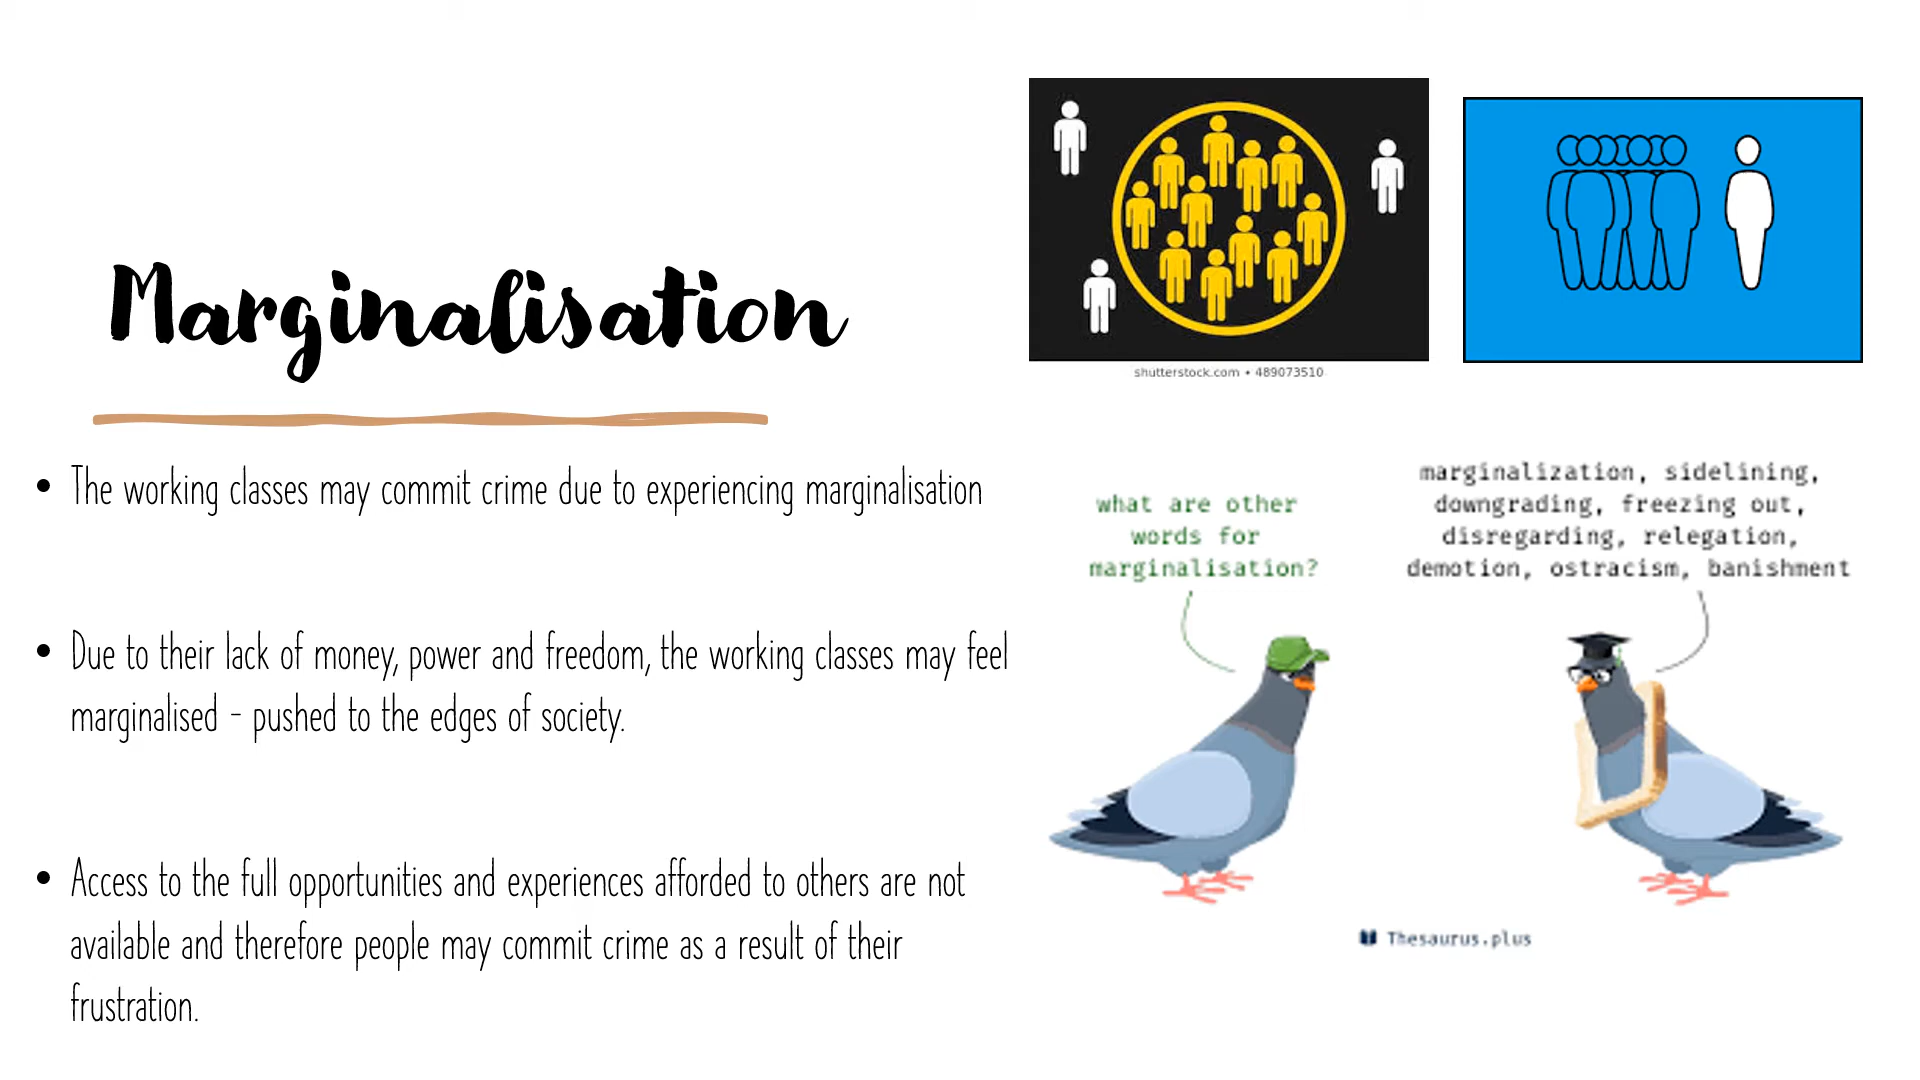 Marginalisation
• The working classes may commit crime due to experiencing marginalisation
• Due to their lack of money, power and freedom, the working classes may feel
marginalised - pushed to the edges of society.
• Access to the full opportunities and experiences afforded to others are not
available and therefore people may commit crime as a result of their
frustration.
shutterstock.com • 489073510
what are other
words for
marginalisation?
marginalization, sidelining,
downgrading, freezing out,
disregarding, relegation,
demotion, ostracism, banishment
Thesaurus.plus